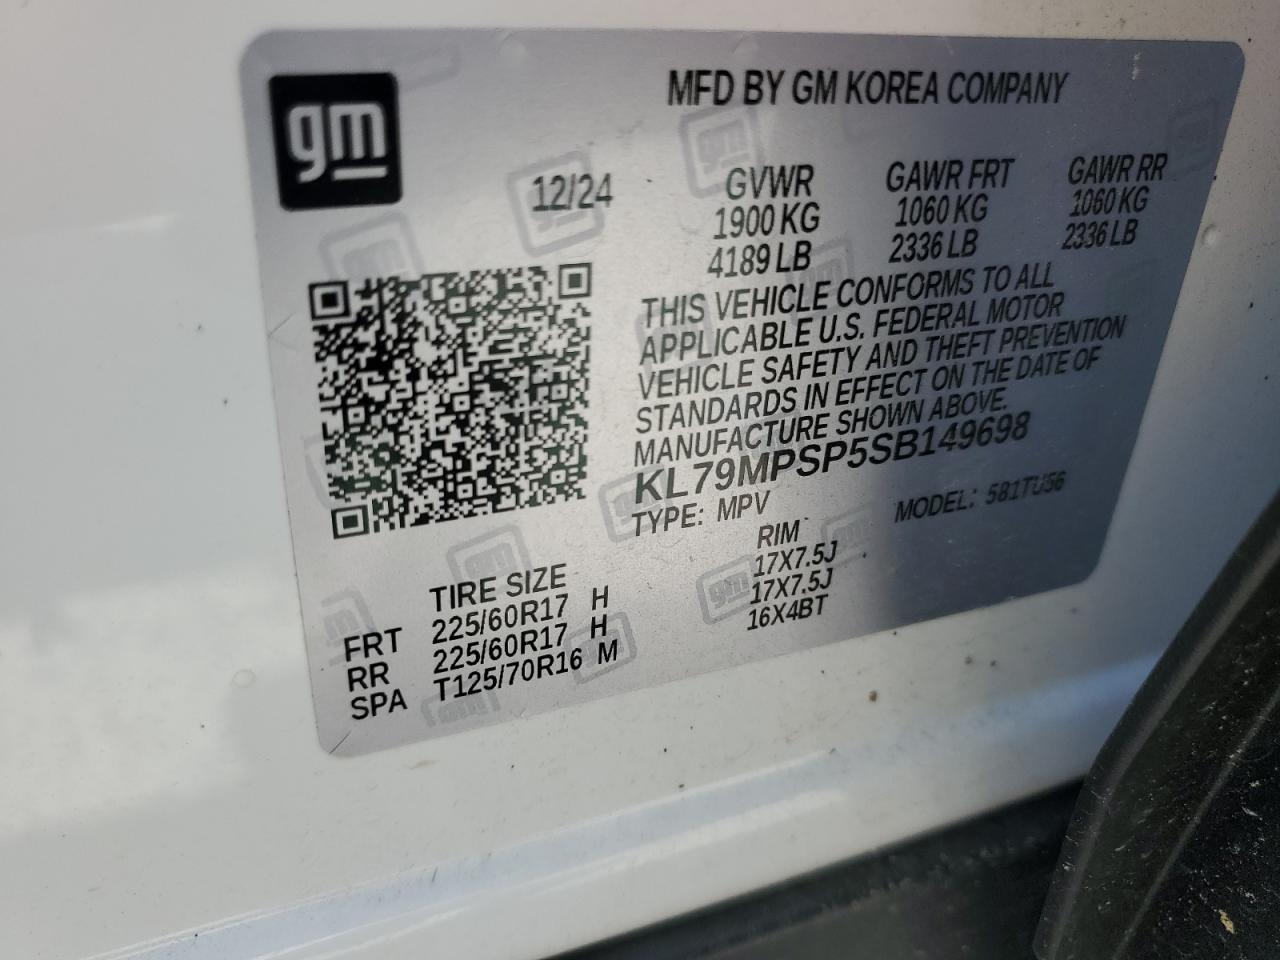 gm
MFD BY GM KOREA COMPANY
12/24
GVWR GAWR FRT GAWR RR
1900 KG 1060 KG 1060 KG
4189 LB 2336 LB 2336 LB
THIS VEHICLE CONFORMS TO ALL
APPLICABLE U.S. FEDERAL MOTOR
VEHICLE SAFETY AND THEFT PREVENTION
STANDARDS IN EFFECT ON THE DATE OF
MANUFACTURE SHOWN ABOVE.
KL79MPSP5SB149698
TYPE: MPV MODEL: 581TU56
TIRE SIZE RIM
FRT 225/60R17 H 17X7.5J
RR 225/60R17 H 17X7.5J
SPA T125/70R16 M 16X4BT